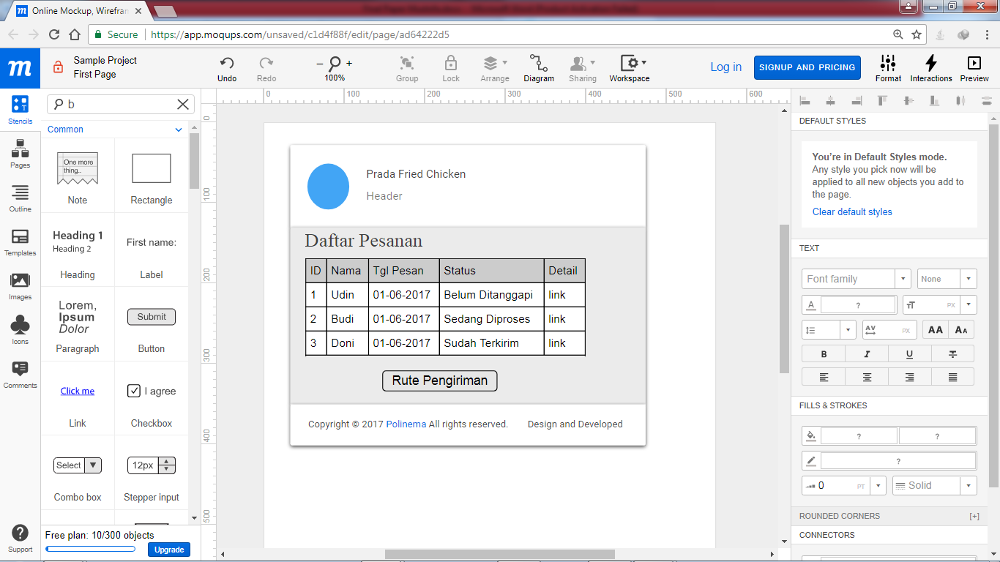 Online Mockup, Wirefran
Secure https://app.moqups.com/unsaved/c1d4f88f/edit/page/ad64222d5
m
Sample Project
First Page
Undo
Redo
− +
100%
Group
Lock
Arrange
Diagram
Sharing
Workspace
Log in
SIGNUP AND PRICING
Format
Interactions
Preview
Stencils
Pages
Outline
Templates
Images
Icons
Comments
Support
b
Common
One more
thing..
Note
Rectangle
Heading 1
Heading 2
Heading
First name:
Label
Lorem,
Ipsum
Dolor
Paragraph
Submit
Button
Click me
Link
I agree
Checkbox
Select
Combo box
12px
Stepper input
Free plan: 10/300 objects
Upgrade
0 100 200 300 400 500 600
0
100
200
300
400
500
Prada Fried Chicken
Header
Daftar Pesanan
ID Nama Tgl Pesan Status Detail
1 Udin 01-06-2017 Belum Ditanggapi link
2 Budi 01-06-2017 Sedang Diproses link
3 Doni 01-06-2017 Sudah Terkirim link
Rute Pengiriman
Copyright © 2017 Polinema All rights reserved. Design and Developed
DEFAULT STYLES
You're in Default Styles mode.
Any style you pick now will be
applied to all new objects you add to
the page.
Clear default styles
TEXT
Font family None
A ? тT PX
AV PX AA AA
B I U T
FILLS & STROKES
? ?
?
0 PT Solid
ROUNDED CORNERS [+]
CONNECTORS